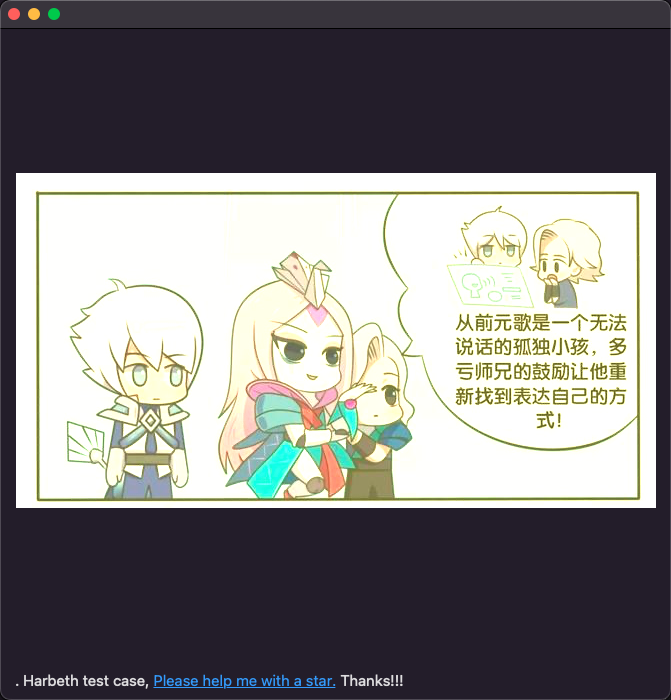 从前元歌是一个无法
说话的孤独小孩，多
亏师兄的鼓励让他重
新找到表达自己的方
式！
. Harbeth test case, Please help me with a star. Thanks!!!